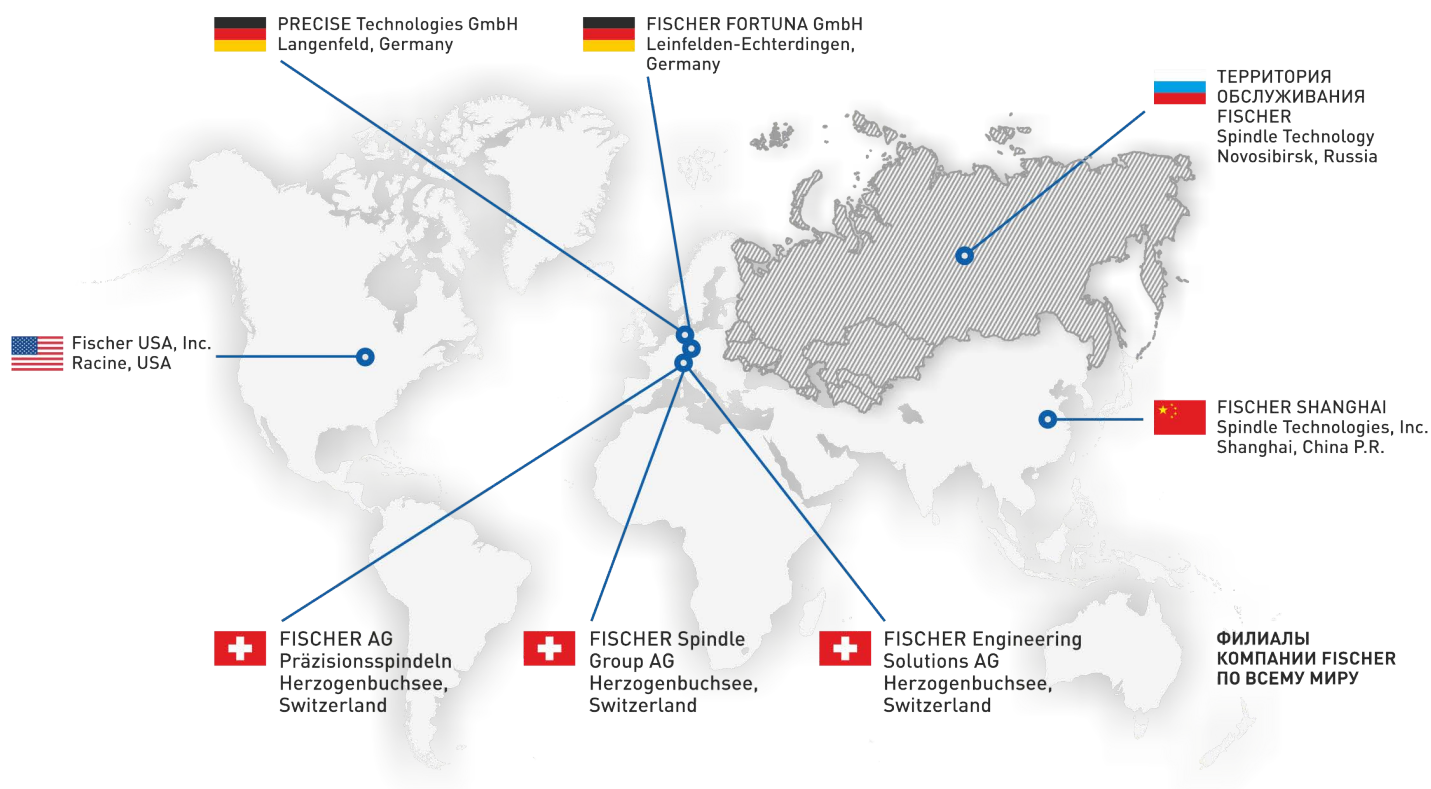 PRECISE Technologies GmbH
Langenfeld, Germany
FISCHER FORTUNA GmbH
Leinfelden-Echterdingen,
Germany
ТЕРРИТОРИЯ
ОБСЛУЖИВАНИЯ
FISCHER
Spindle Technology
Novosibirsk, Russia
Fischer USA, Inc.
Racine, USA
FISCHER SHANGHAI
Spindle Technologies, Inc.
Shanghai, China P.R.
FISCHER AG
Präzisionsspindeln
Herzogenbuchsee,
Switzerland
FISCHER Spindle
Group AG
Herzogenbuchsee,
Switzerland
FISCHER Engineering
Solutions AG
Herzogenbuchsee,
Switzerland
ФИЛИАЛЫ
КОМПАНИИ FISCHER
ПО ВСЕМУ МИРУ